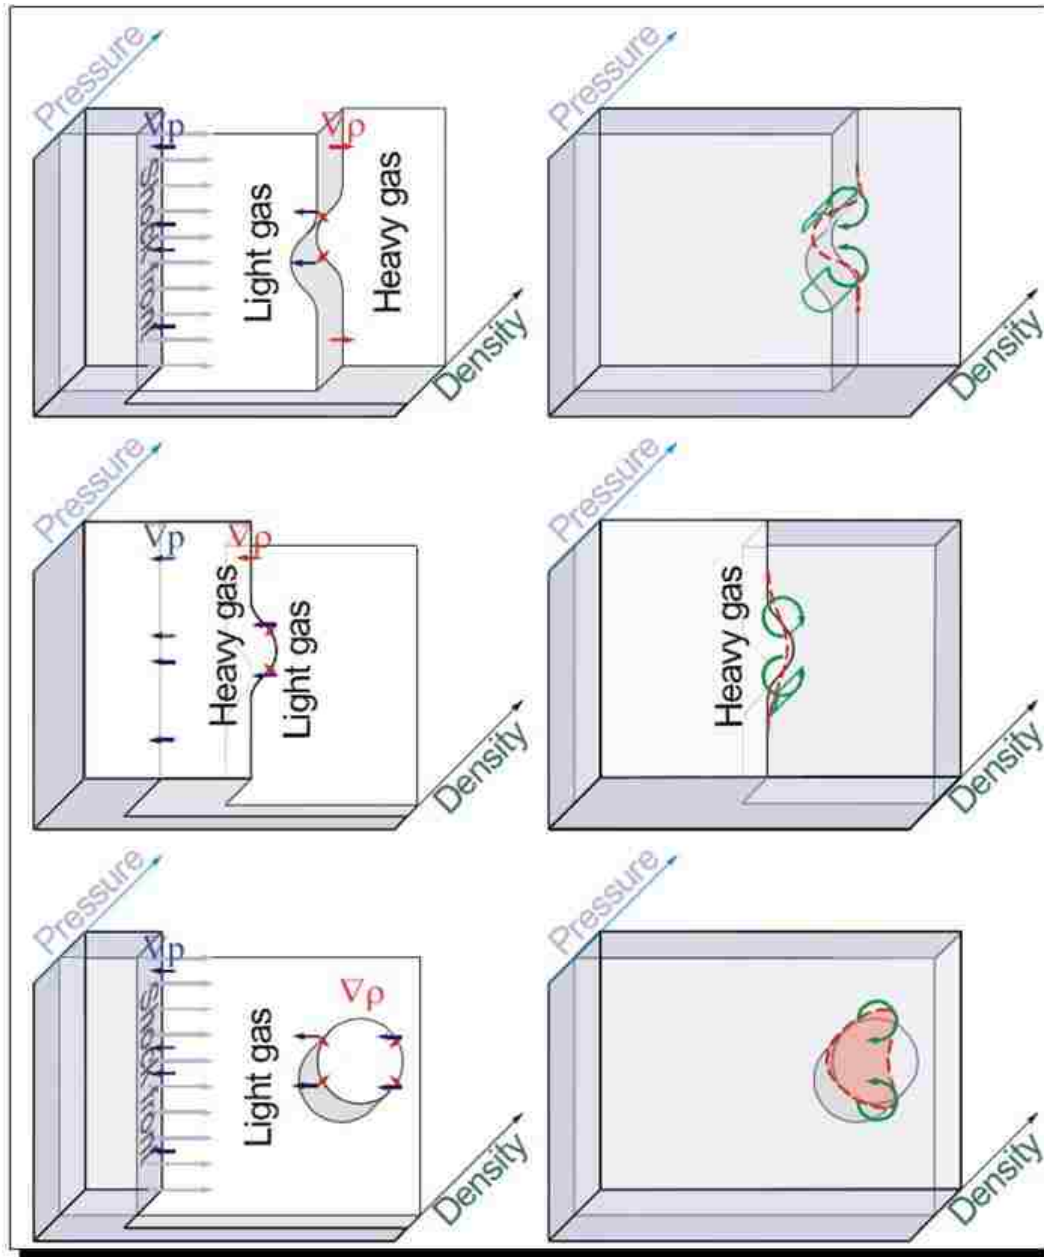 Pressure
∇p
∇ρ
Shock front
Light gas
Heavy gas
Density
Pressure
Density
Pressure
∇p
∇ρ
Heavy gas
Light gas
Density
Pressure
Heavy gas
Density
Pressure
∇p
∇ρ
Shock front
Light gas
Density
Pressure
Density